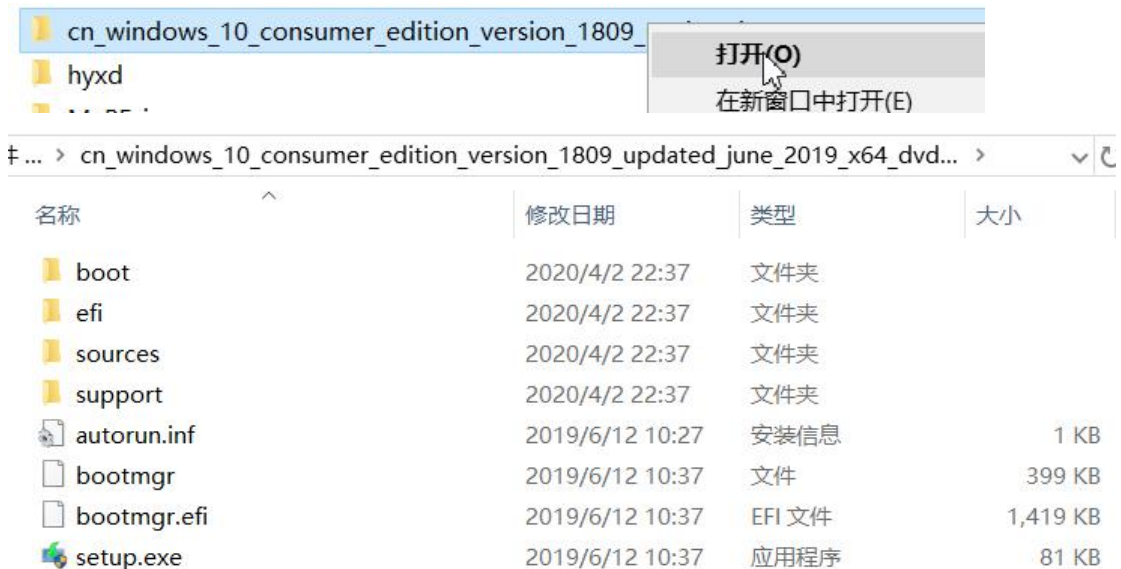 cn_windows_10_consumer_edition_version_1809_
打开(O)
hyxd
在新窗口中打开(E)
... > cn_windows_10_consumer_edition_version_1809_updated_june_2019_x64_dvd... >
名称 修改日期 类型 大小
boot 2020/4/2 22:37 文件夹
efi 2020/4/2 22:37 文件夹
sources 2020/4/2 22:37 文件夹
support 2020/4/2 22:37 文件夹
autorun.inf 2019/6/12 10:27 安装信息 1 KB
bootmgr 2019/6/12 10:37 文件 399 KB
bootmgr.efi 2019/6/12 10:37 EFI 文件 1,419 KB
setup.exe 2019/6/12 10:37 应用程序 81 KB